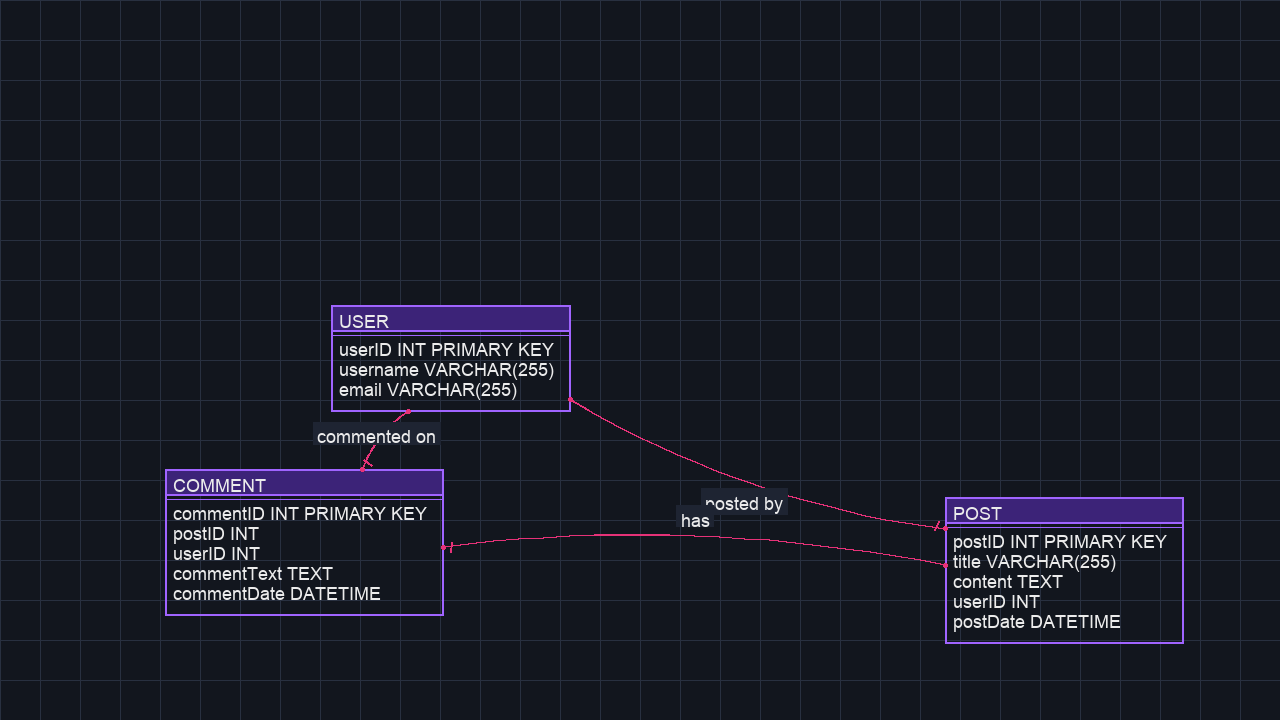 USER
userID INT PRIMARY KEY
username VARCHAR(255)
email VARCHAR(255)
commented on
COMMENT
commentID INT PRIMARY KEY
postID INT
userID INT
commentText TEXT
commentDate DATETIME
posted by
has
POST
postID INT PRIMARY KEY
title VARCHAR(255)
content TEXT
userID INT
postDate DATETIME